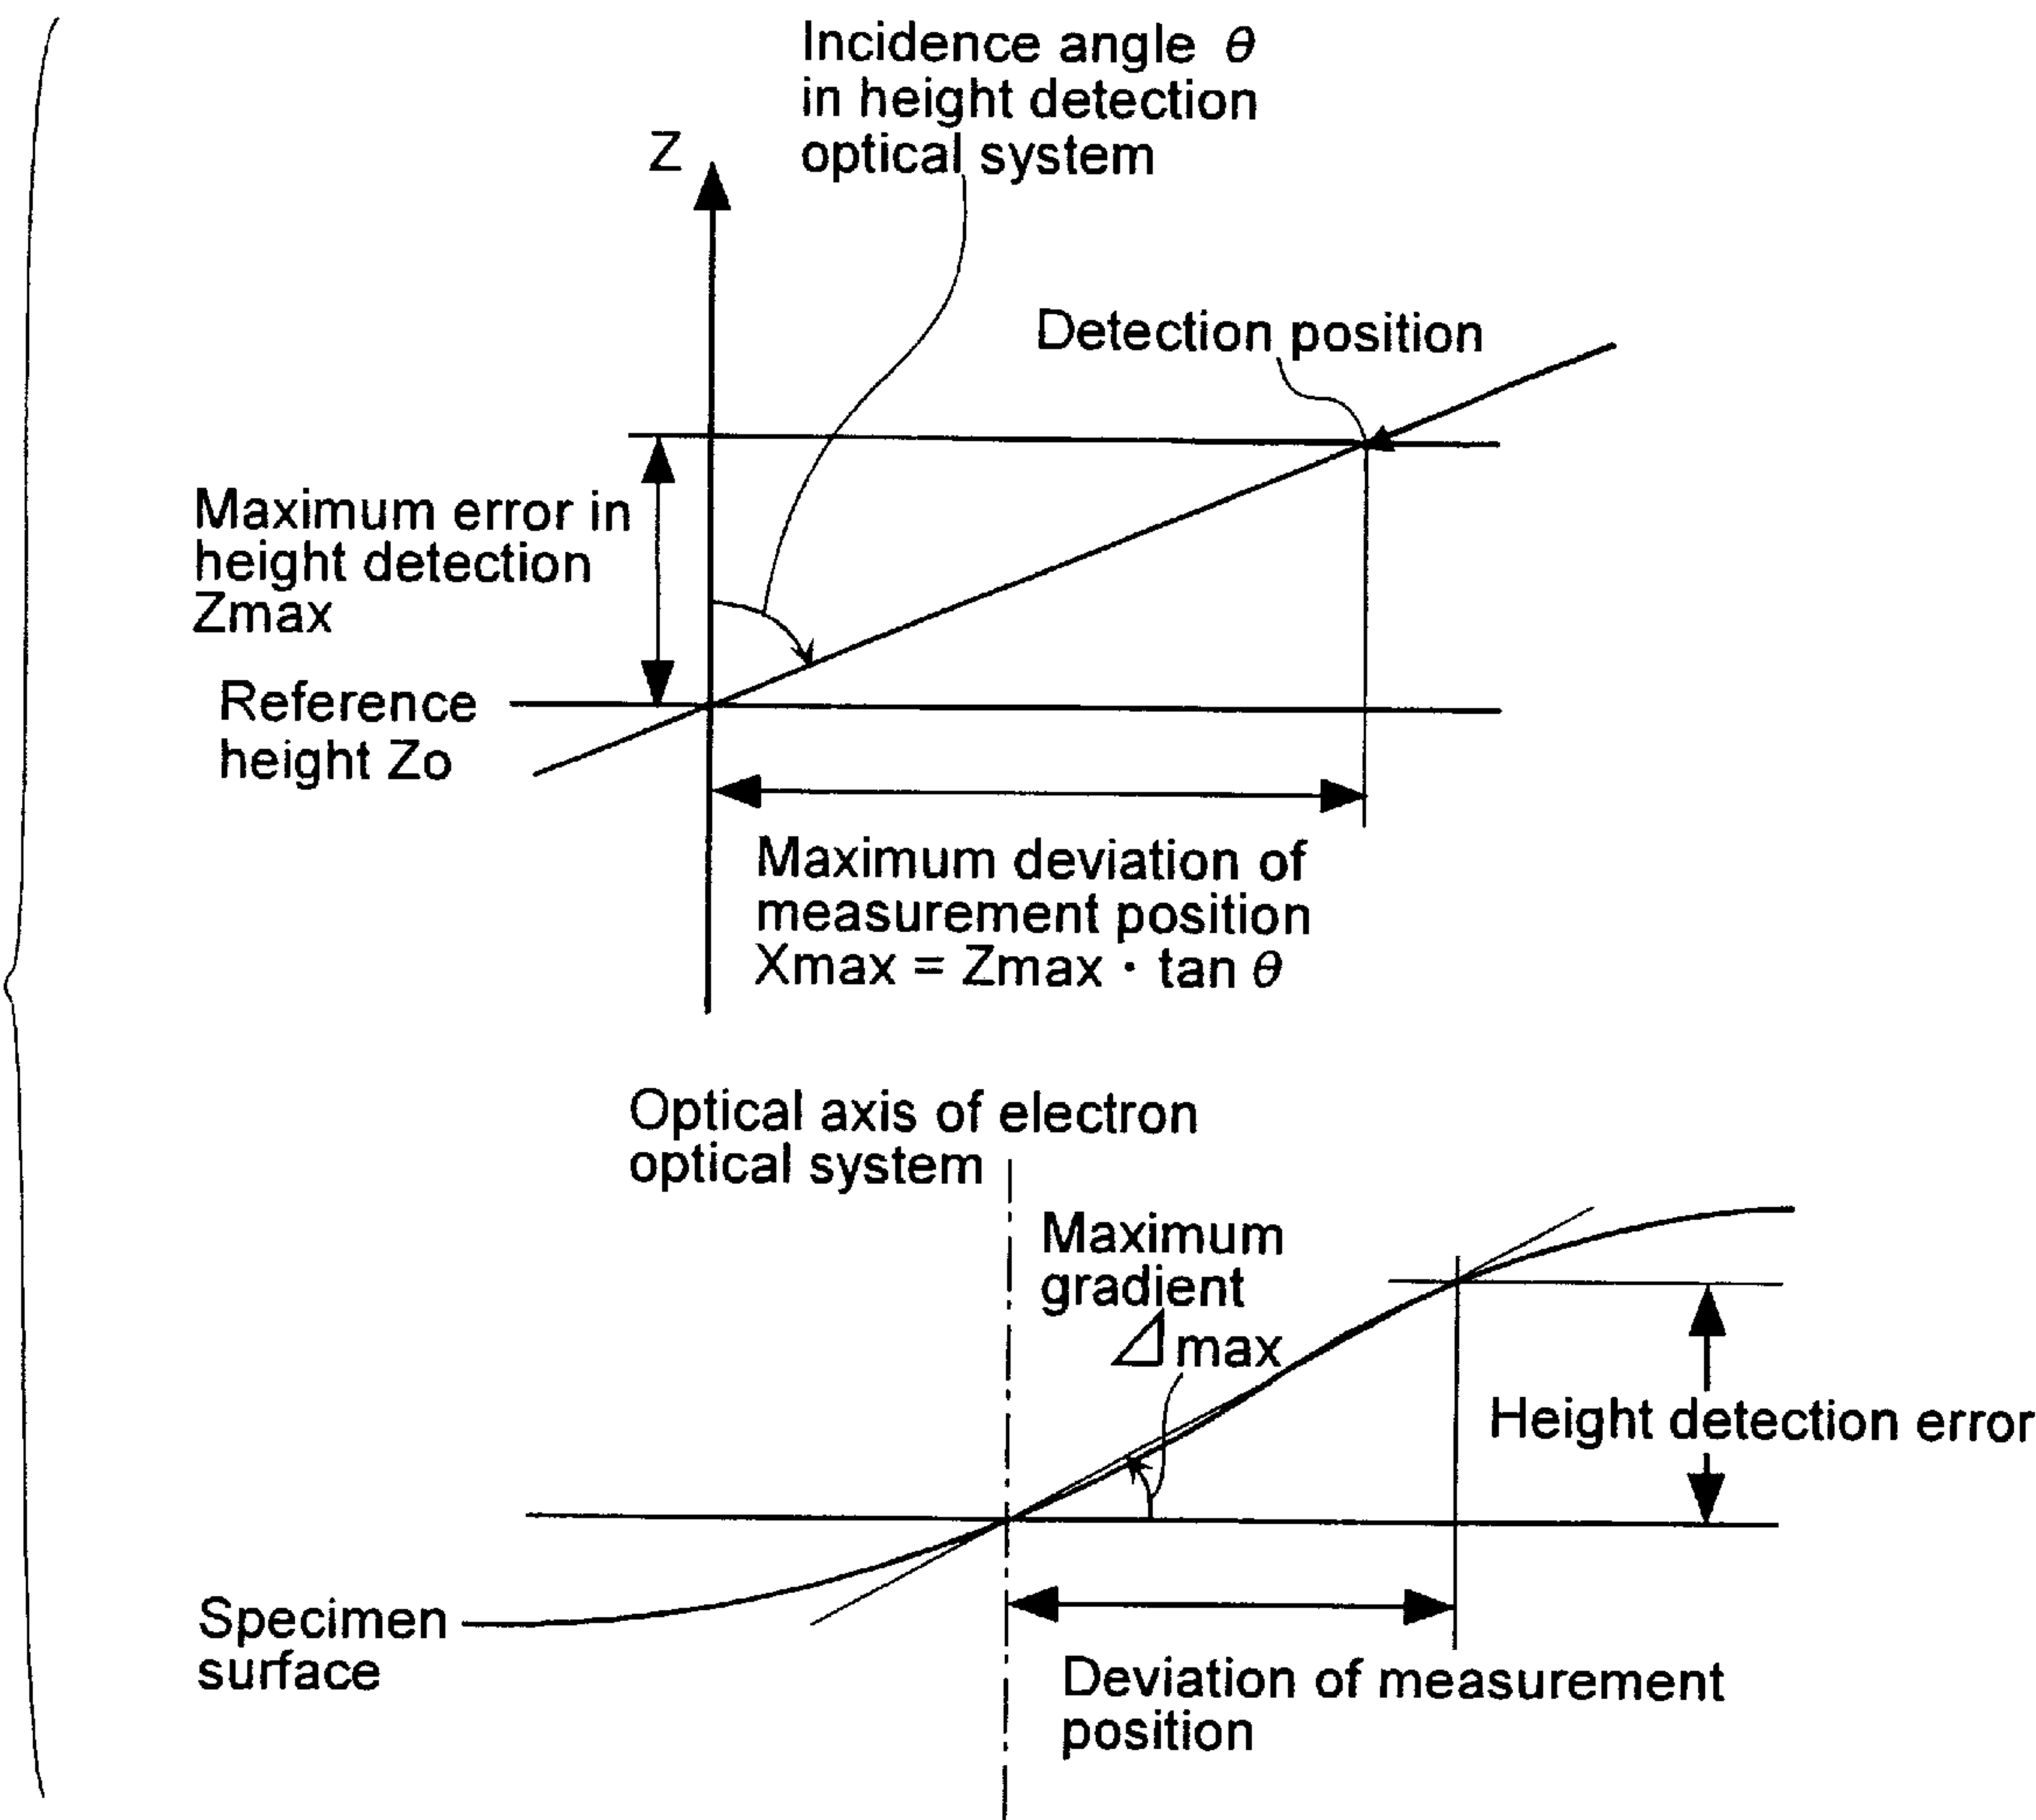 Incidence angle θ
in height detection
optical system
Z
Detection position
Maximum error in
height detection
Zmax
Reference
height Zo
Maximum deviation of
measurement position
Xmax = Zmax · tan θ
Optical axis of electron
optical system
Maximum
gradient
⊿max
Height detection error
Specimen
surface
Deviation of measurement
position